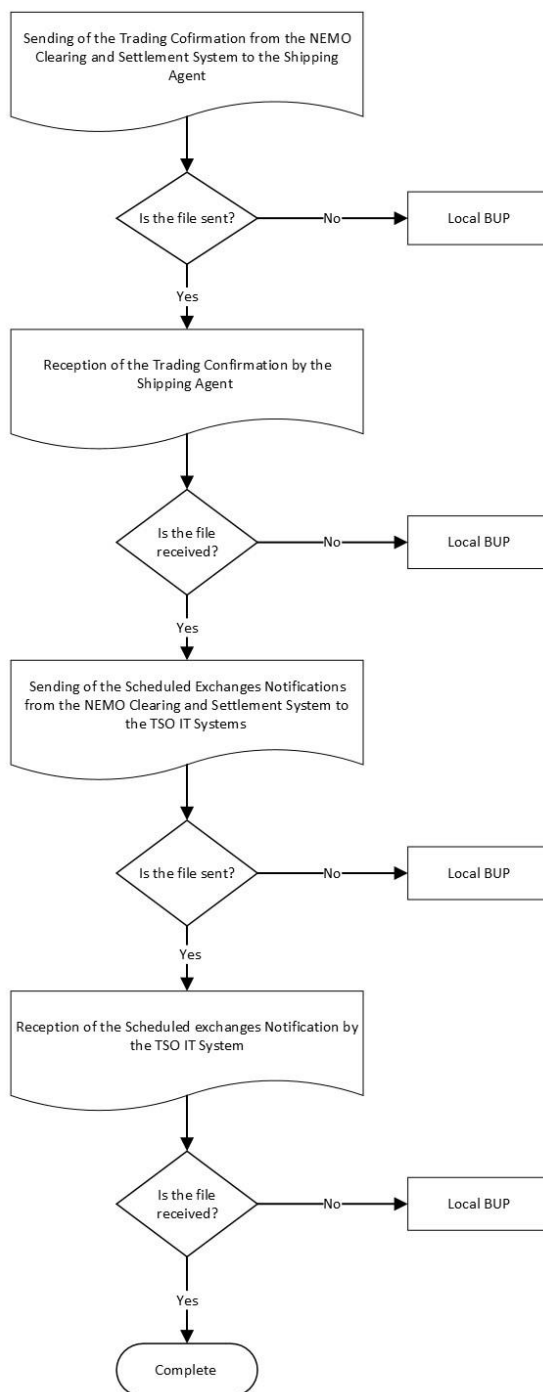 Sending of the Trading Cofirmation from the NEMO
Clearing and Settlement System to the Shipping
Agent
Is the file sent?
No
Local BUP
Yes
Reception of the Trading Confirmation by the
Shipping Agent
Is the file
received?
No
Local BUP
Yes
Sending of the Scheduled Exchanges Notifications
from the NEMO Clearing and Settlement System to
the TSO IT Systems
Is the file sent?
No
Local BUP
Yes
Reception of the Scheduled exchanges Notification by
the TSO IT System
Is the file
received?
No
Local BUP
Yes
Complete